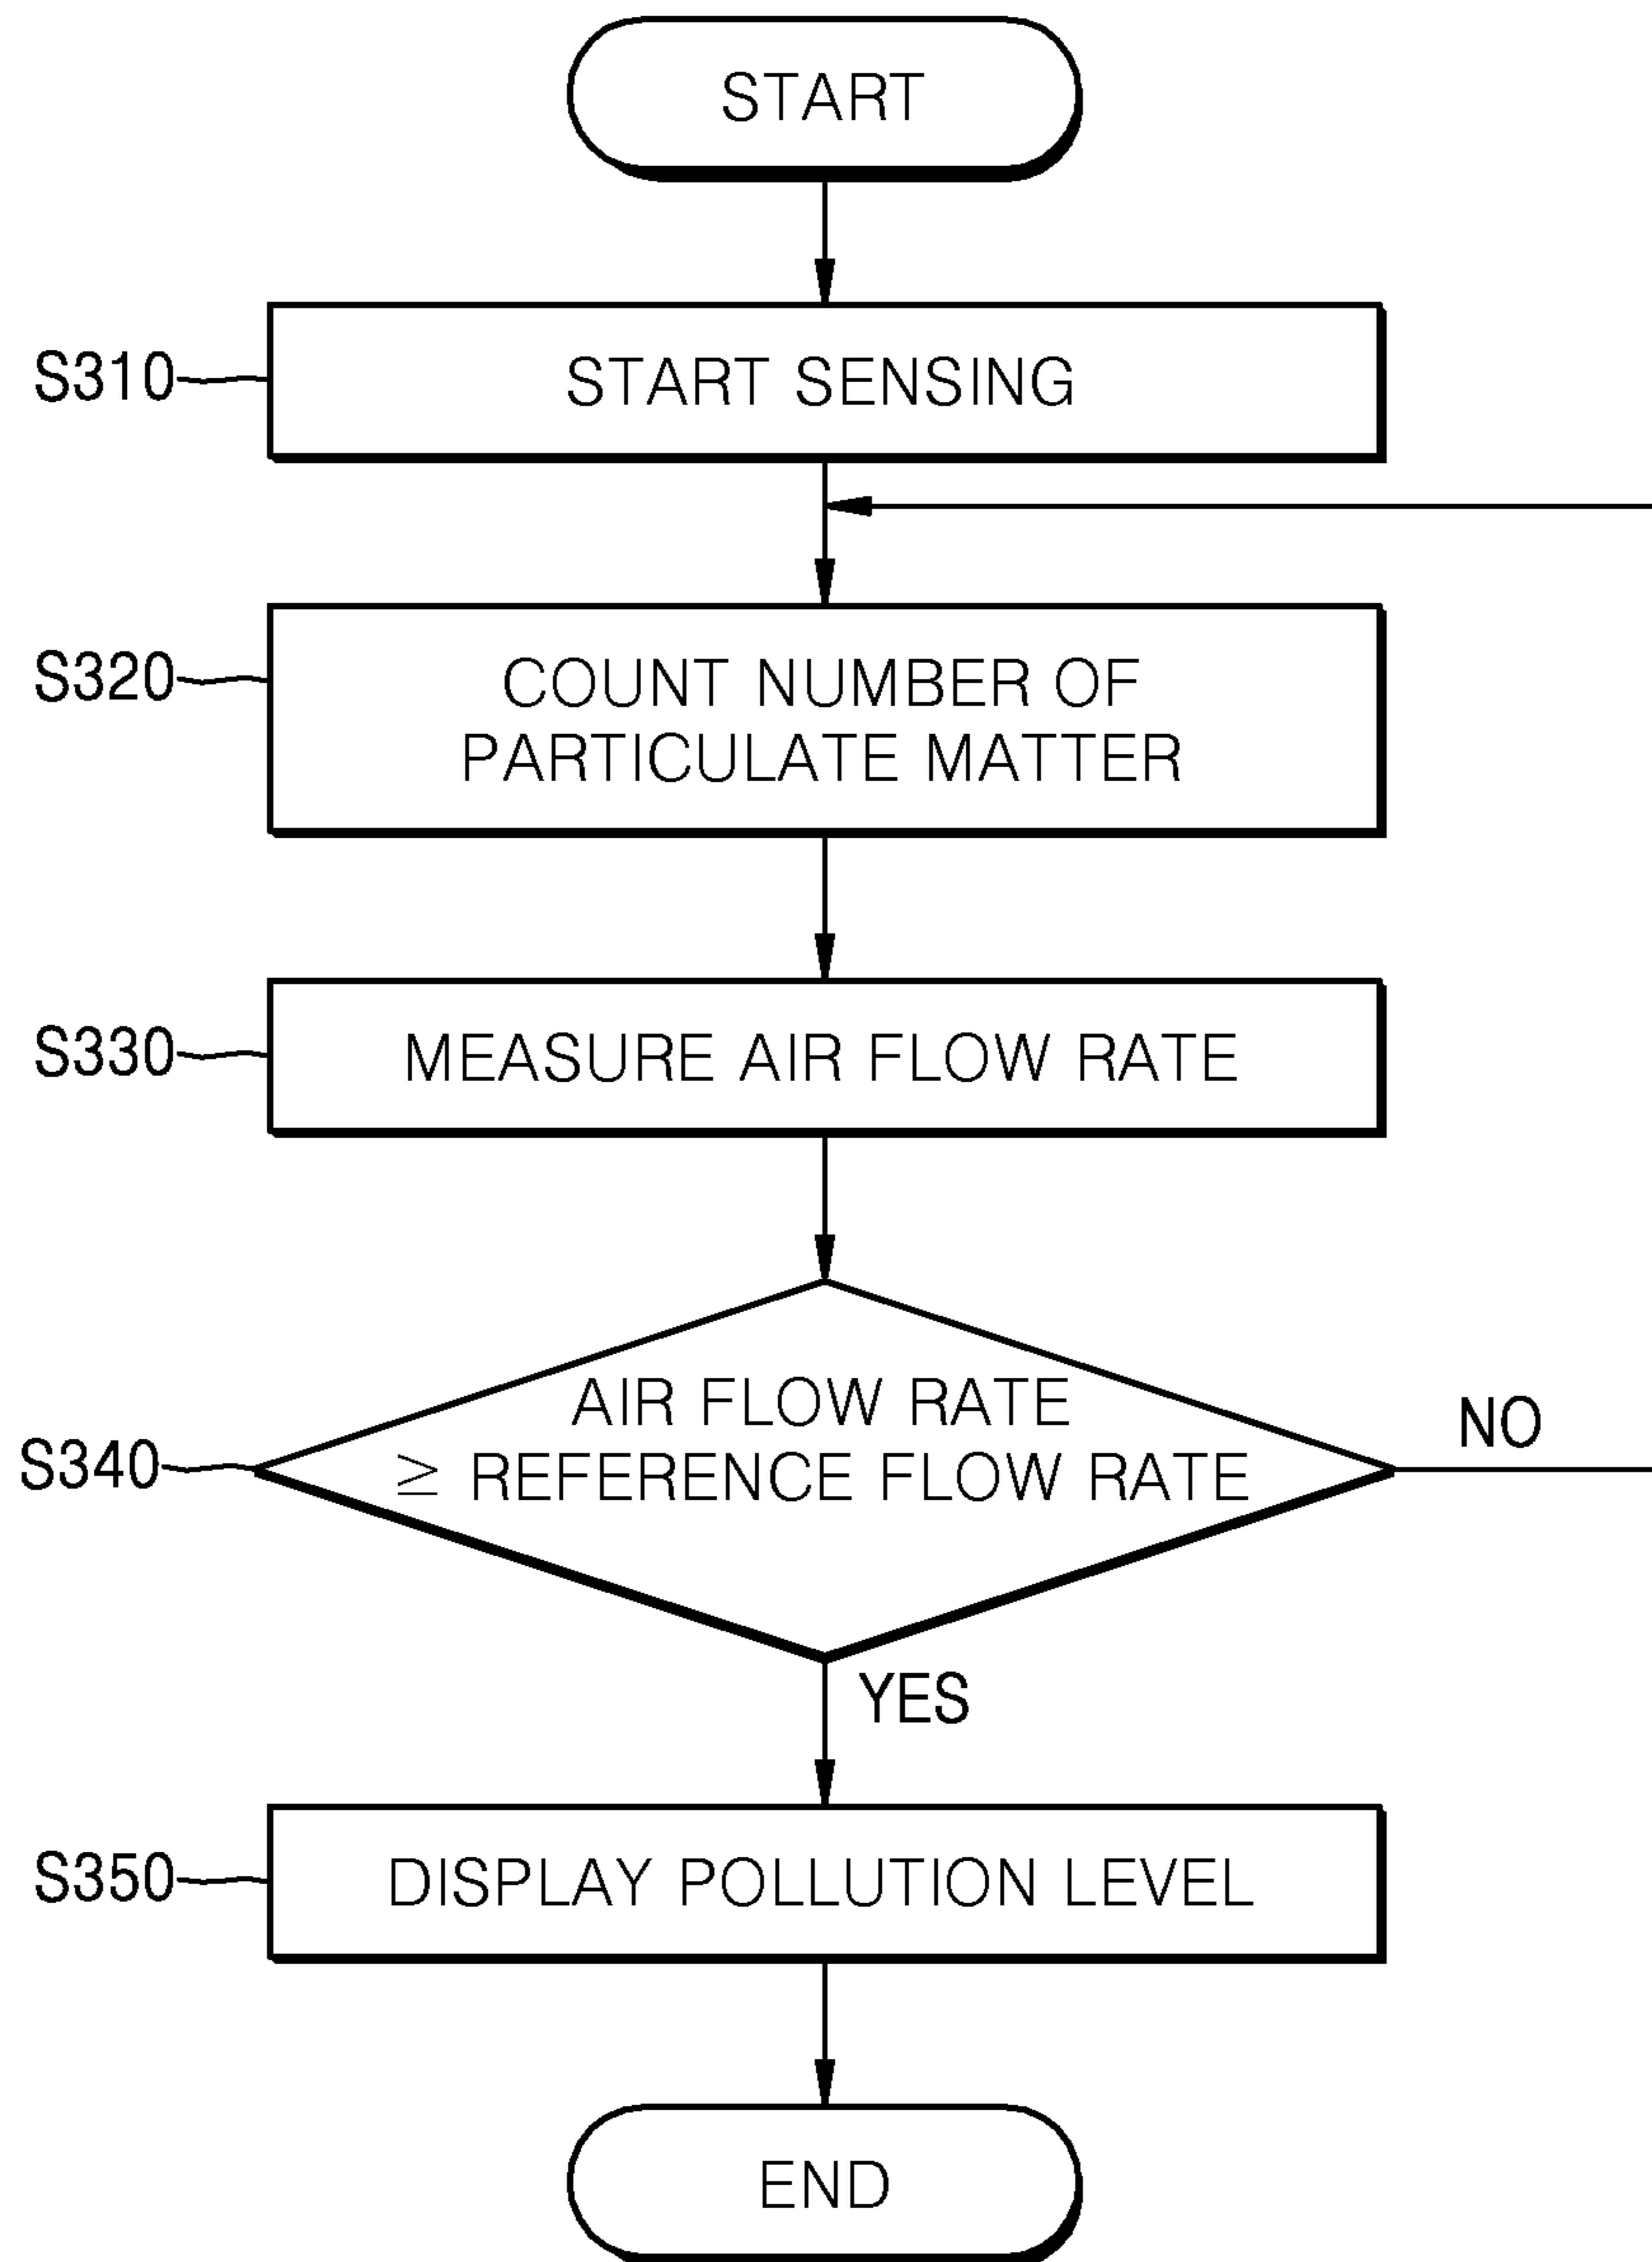 START
S310
START SENSING
S320
COUNT NUMBER OF
PARTICULATE MATTER
S330
MEASURE AIR FLOW RATE
S340
AIR FLOW RATE
≥ REFERENCE FLOW RATE
NO
YES
S350
DISPLAY POLLUTION LEVEL
END